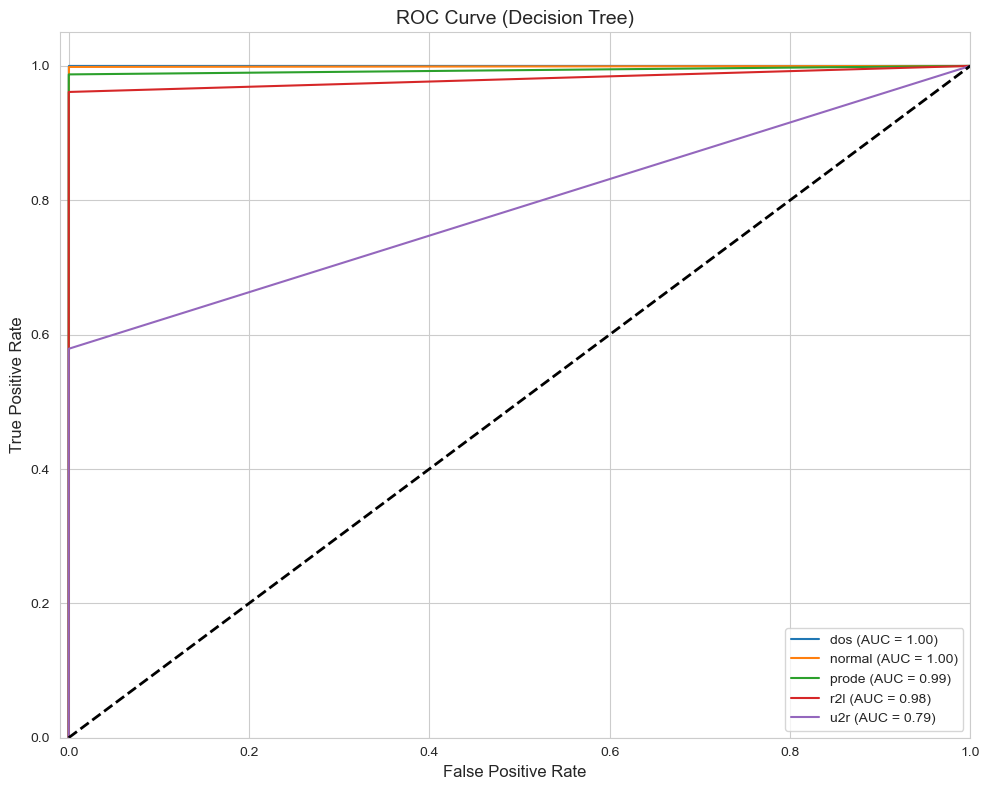 ROC Curve (Decision Tree)
True Positive Rate
1.0
0.8
0.6
0.4
0.2
0.0
0.0 0.2 0.4 0.6 0.8 1.0
False Positive Rate
dos (AUC = 1.00)
normal (AUC = 1.00)
prode (AUC = 0.99)
r2l (AUC = 0.98)
u2r (AUC = 0.79)